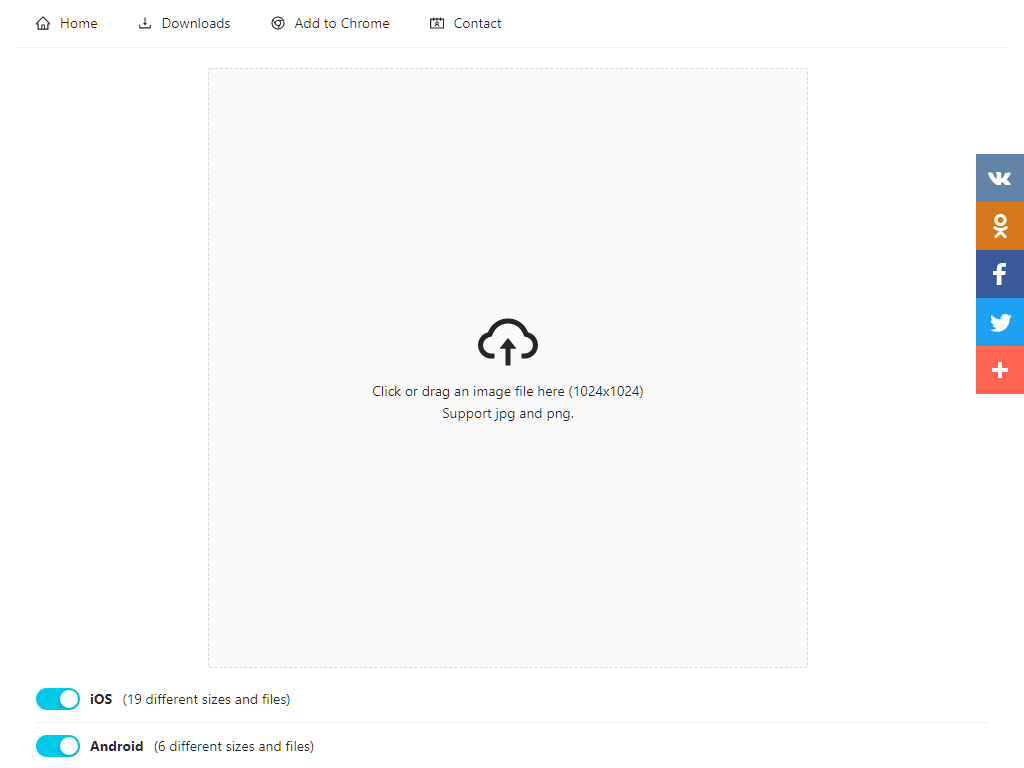 Home
Downloads
Add to Chrome
Contact
Click or drag an image file here (1024x1024)
Support jpg and png.
iOS (19 different sizes and files)
Android (6 different sizes and files)